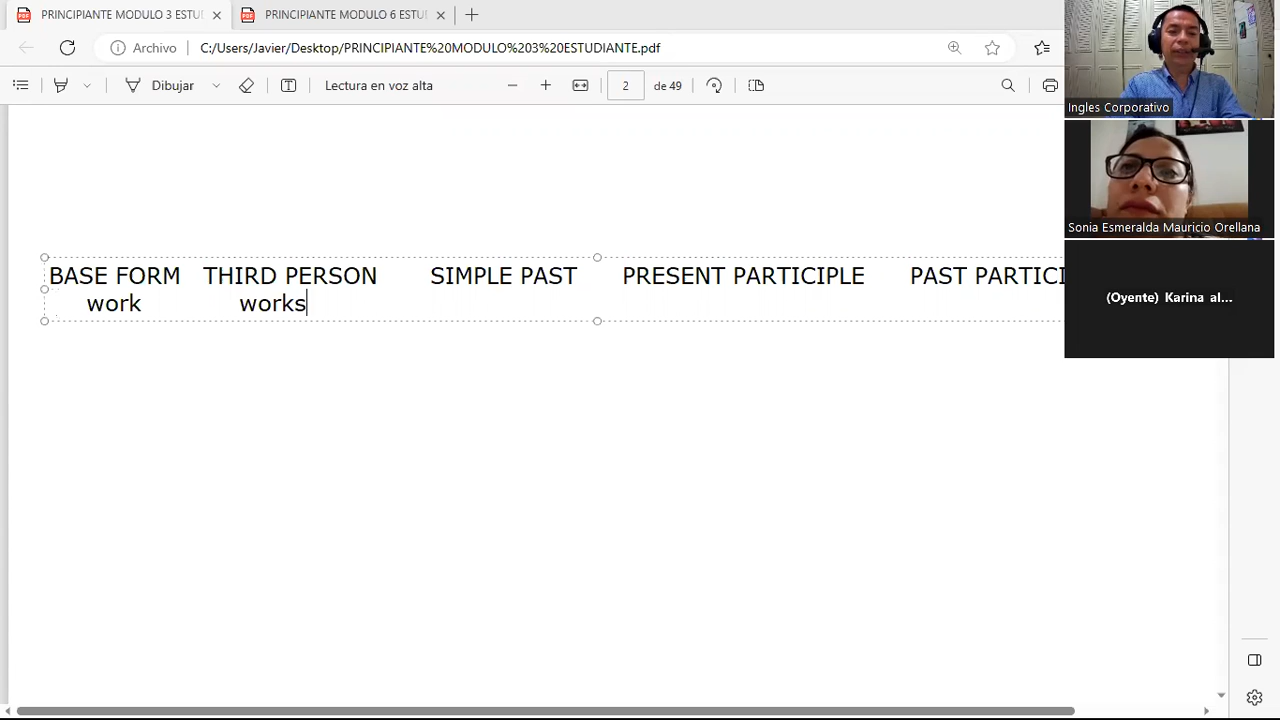 PRINCIPIANTE MODULO 3 ESTU
PRINCIPIANTE MODULO 6 ESTU
Archivo
C:/Users/Javier/Desktop/PRINCIPIANTE%20MODULO%203%20ESTUDIANTE.pdf
Dibujar
Lectura en voz alta
2
de 49
BASE FORM THIRD PERSON SIMPLE PAST PRESENT PARTICIPLE PAST PARTICI
work works
Ingles Corporativo
Sonia Esmeralda Mauricio Orellana
(Oyente) Karina al...